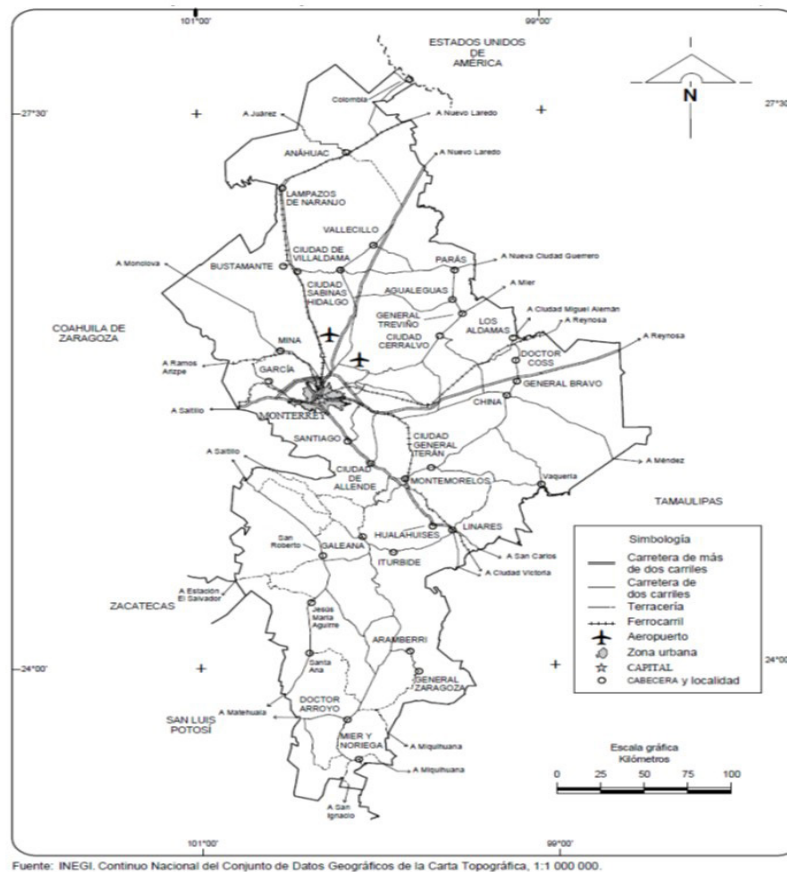 101°00'
99°00'
ESTADOS UNIDOS
DE
AMÉRICA
N
27°30'
27°30'
Colombia
A Juárez
A Nuevo Laredo
ANÁHUAC
A Nuevo Laredo
LAMPAZOS
DE NARANJO
VALLECILLO
A Monclova
CIUDAD DE
VILLALDAMA
BUSTAMANTE
PARÁS
A Nueva Ciudad Guerrero
CIUDAD
SABINAS
HIDALGO
AGUALEGUAS
A Mier
GENERAL
TREVIÑO
LOS
ALDAMAS
A Ciudad Miguel Alemán
A Reynosa
COAHUILA DE
ZARAGOZA
CIUDAD
CERRALVO
A Reynosa
MINA
DOCTOR
COSS
A Ramos
Arizpe
GARCÍA
GENERAL BRAVO
CHINA
A Saltillo
MONTERREY
SANTIAGO
CIUDAD
GENERAL
TERÁN
A Saltillo
CIUDAD
DE
ALLENDE
MONTEMORELOS
Vaquería
A Méndez
TAMAULIPAS
HUALAHUISES
LINARES
San
Roberto
GALEANA
ITURBIDE
A San Carlos
A Ciudad Victoria
A Estación
El Salvador
ZACATECAS
Jesús
María
Aguirre
ARAMBERRI
Santa
Ana
GENERAL
ZARAGOZA
24°00'
24°00'
DOCTOR
ARROYO
A Matehuala
SAN LUIS
POTOSÍ
MIER Y
NORIEGA
A Miquihuana
A Miquihuana
A San
Ignacio
Simbología
Carretera de más
de dos carriles
Carretera de
dos carriles
Terracería
Ferrocarril
Aeropuerto
Zona urbana
CAPITAL
CABECERA y localidad
Escala gráfica
Kilómetros
0 25 50 75 100
101°00'
99°00'
Fuente: INEGI. Continuo Nacional del Conjunto de Datos Geográficos de la Carta Topográfica, 1:1 000 000.